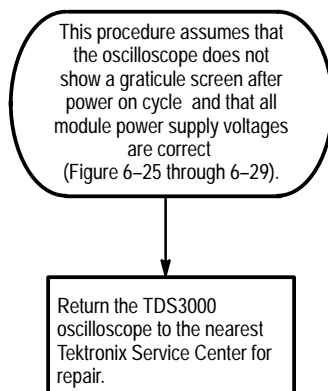 This procedure assumes that
the oscilloscope does not
show a graticule screen after
power on cycle and that all
module power supply voltages
are correct
(Figure 6–25 through 6–29).
Return the TDS3000
oscilloscope to the nearest
Tektronix Service Center for
repair.